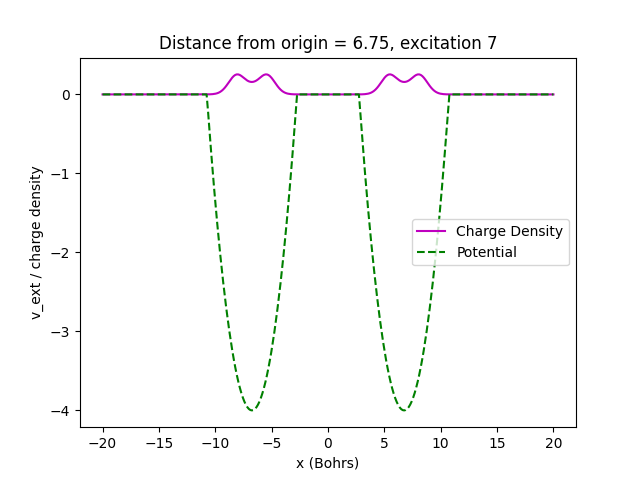 Distance from origin = 6.75, excitation 7
v_ext / charge density
0
−1
−2
−3
−4
Charge Density
Potential
−20 −15 −10 −5 0 5 10 15 20
x (Bohrs)